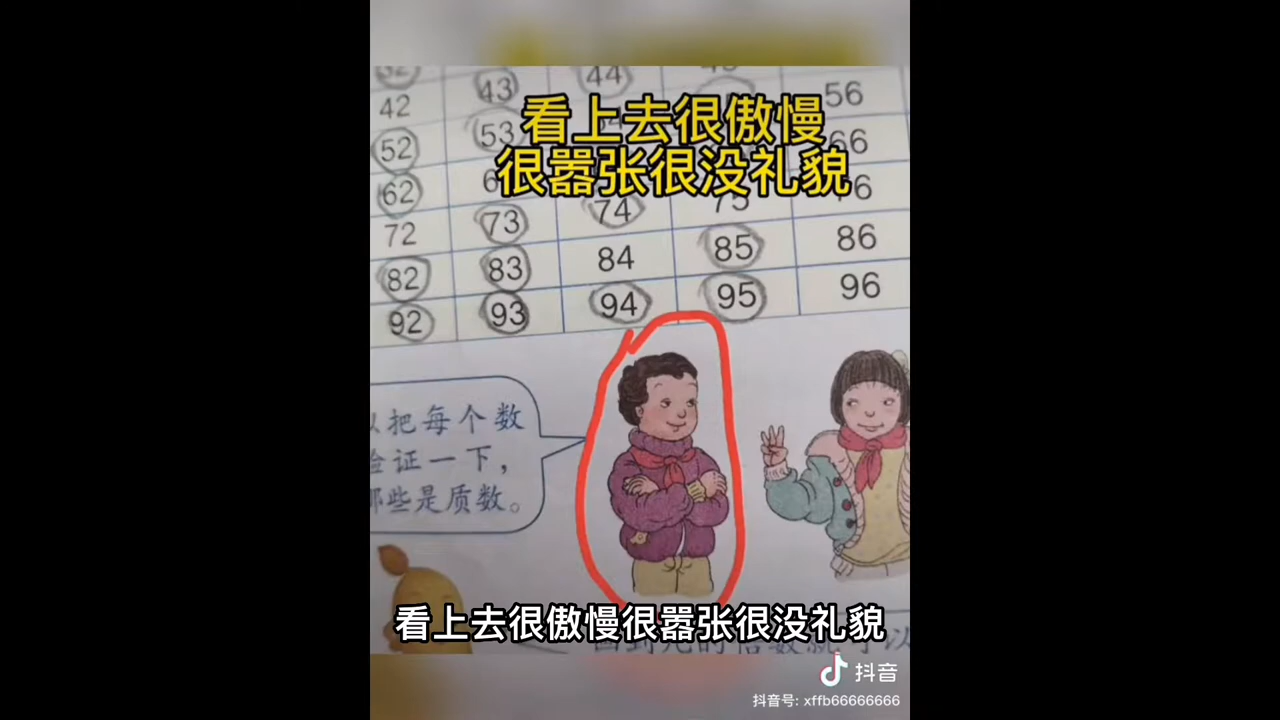 44
42 43 56
看上去很傲慢
52 53 66
很嚣张很没礼貌
62
72 73 74 75 76
82 83 84 85 86
92 93 94 95 96
以把每个数
验证一下,
哪些是质数。
看上去很傲慢很嚣张很没礼貌
抖音
抖音号: xffb66666666